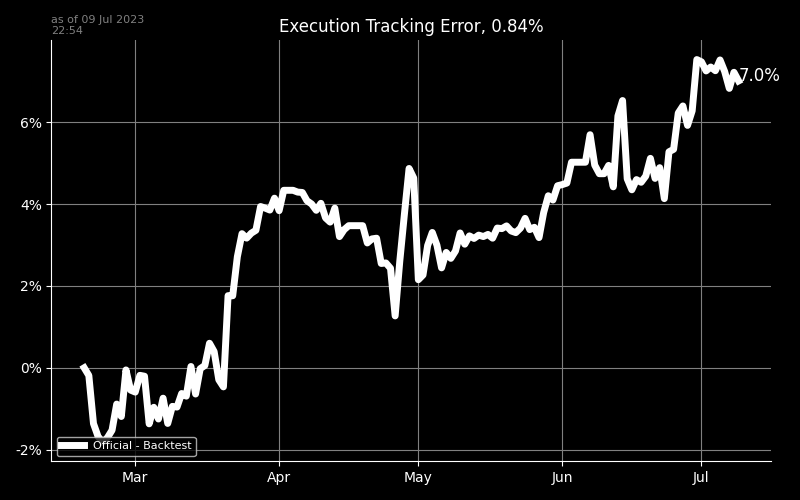 as of 09 Jul 2023
22:54
Execution Tracking Error, 0.84%
7.0%
6%
4%
2%
0%
-2%
Official - Backtest
Mar Apr May Jun Jul